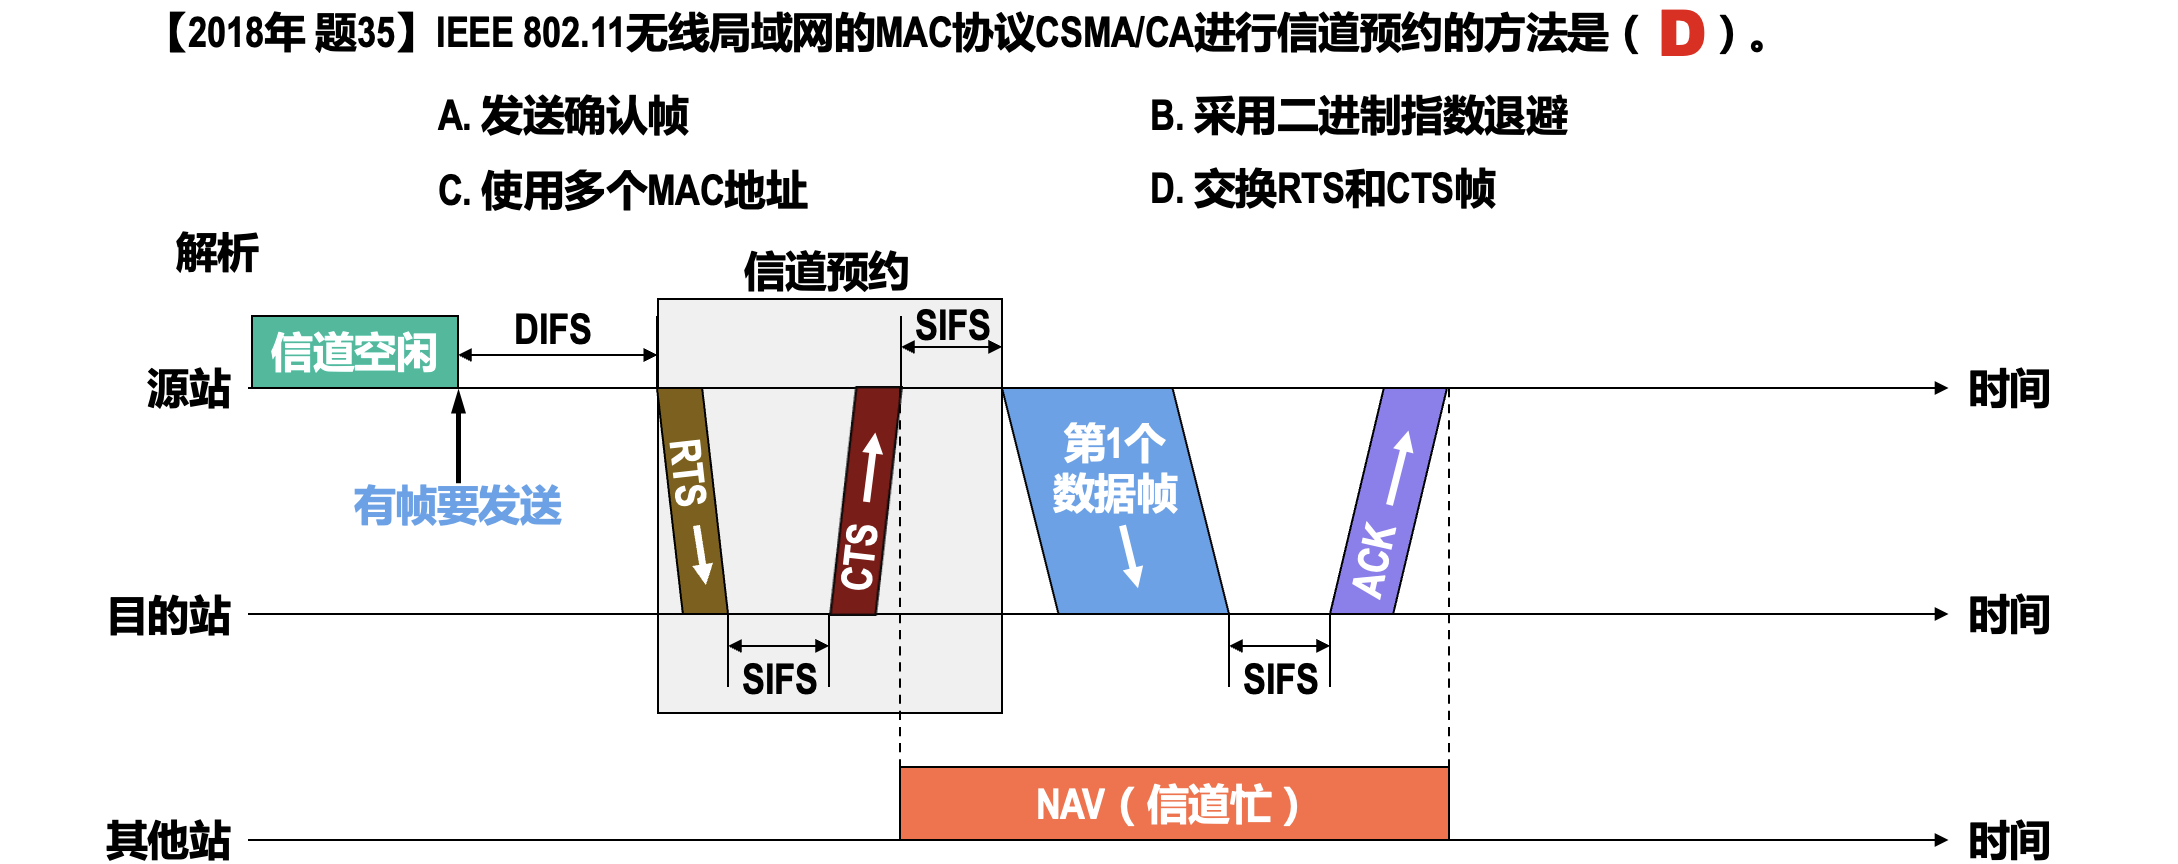 【2018年 题35】IEEE 802.11无线局域网的MAC协议CSMA/CA进行信道预约的方法是（ D ）。
A. 发送确认帧
B. 采用二进制指数退避
C. 使用多个MAC地址
D. 交换RTS和CTS帧
解析
信道预约
信道空闲
DIFS
SIFS
源站
时间
有帧要发送
RTS
CTS
第1个
数据帧
ACK
目的站
时间
SIFS
SIFS
NAV（信道忙）
其他站
时间